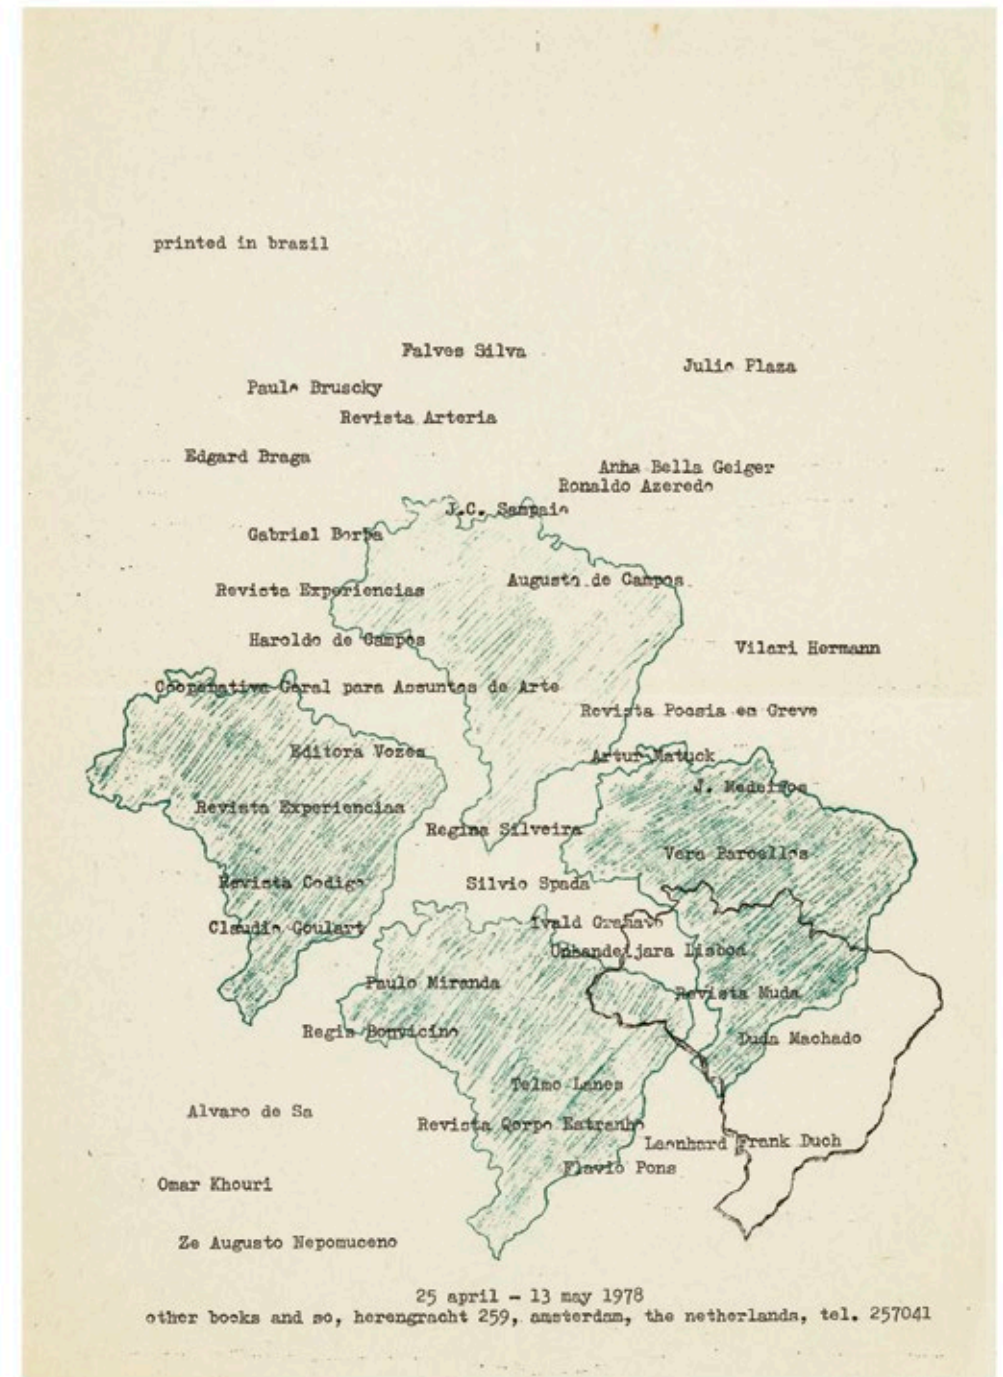 printed in brazil
Falves Silva
Julio Plaza
Paulo Bruscky
Revista Arteria
Edgard Braga
Anna Bella Geiger
Ronaldo Azeredo
J.C. Sampaio
Gabriel Borba
Augusto de Campos
Revista Experiencias
Haroldo de Campos
Vilari Hermann
Cooperativa Geral para Assuntos de Arte
Revista Poesia em Greve
Editora Vozes
Artur Matuck
J. Medeiros
Revista Experiencias
Regina Silveira
Vera Barcellos
Revista Codigo
Silvio Spada
Claudio Goulart
Ivald Granato
Unhandeijara Lisboa
Paulo Miranda
Revista Muda
Regis Bonvicino
Duda Machado
Telmo Lanes
Alvaro de Sa
Revista Qorpo Estranho
Leonhard Frank Duch
Flavio Pons
Omar Khouri
Ze Augusto Nepomuceno
25 april - 13 may 1978
other books and so, herengracht 259, amsterdam, the netherlands, tel. 257041